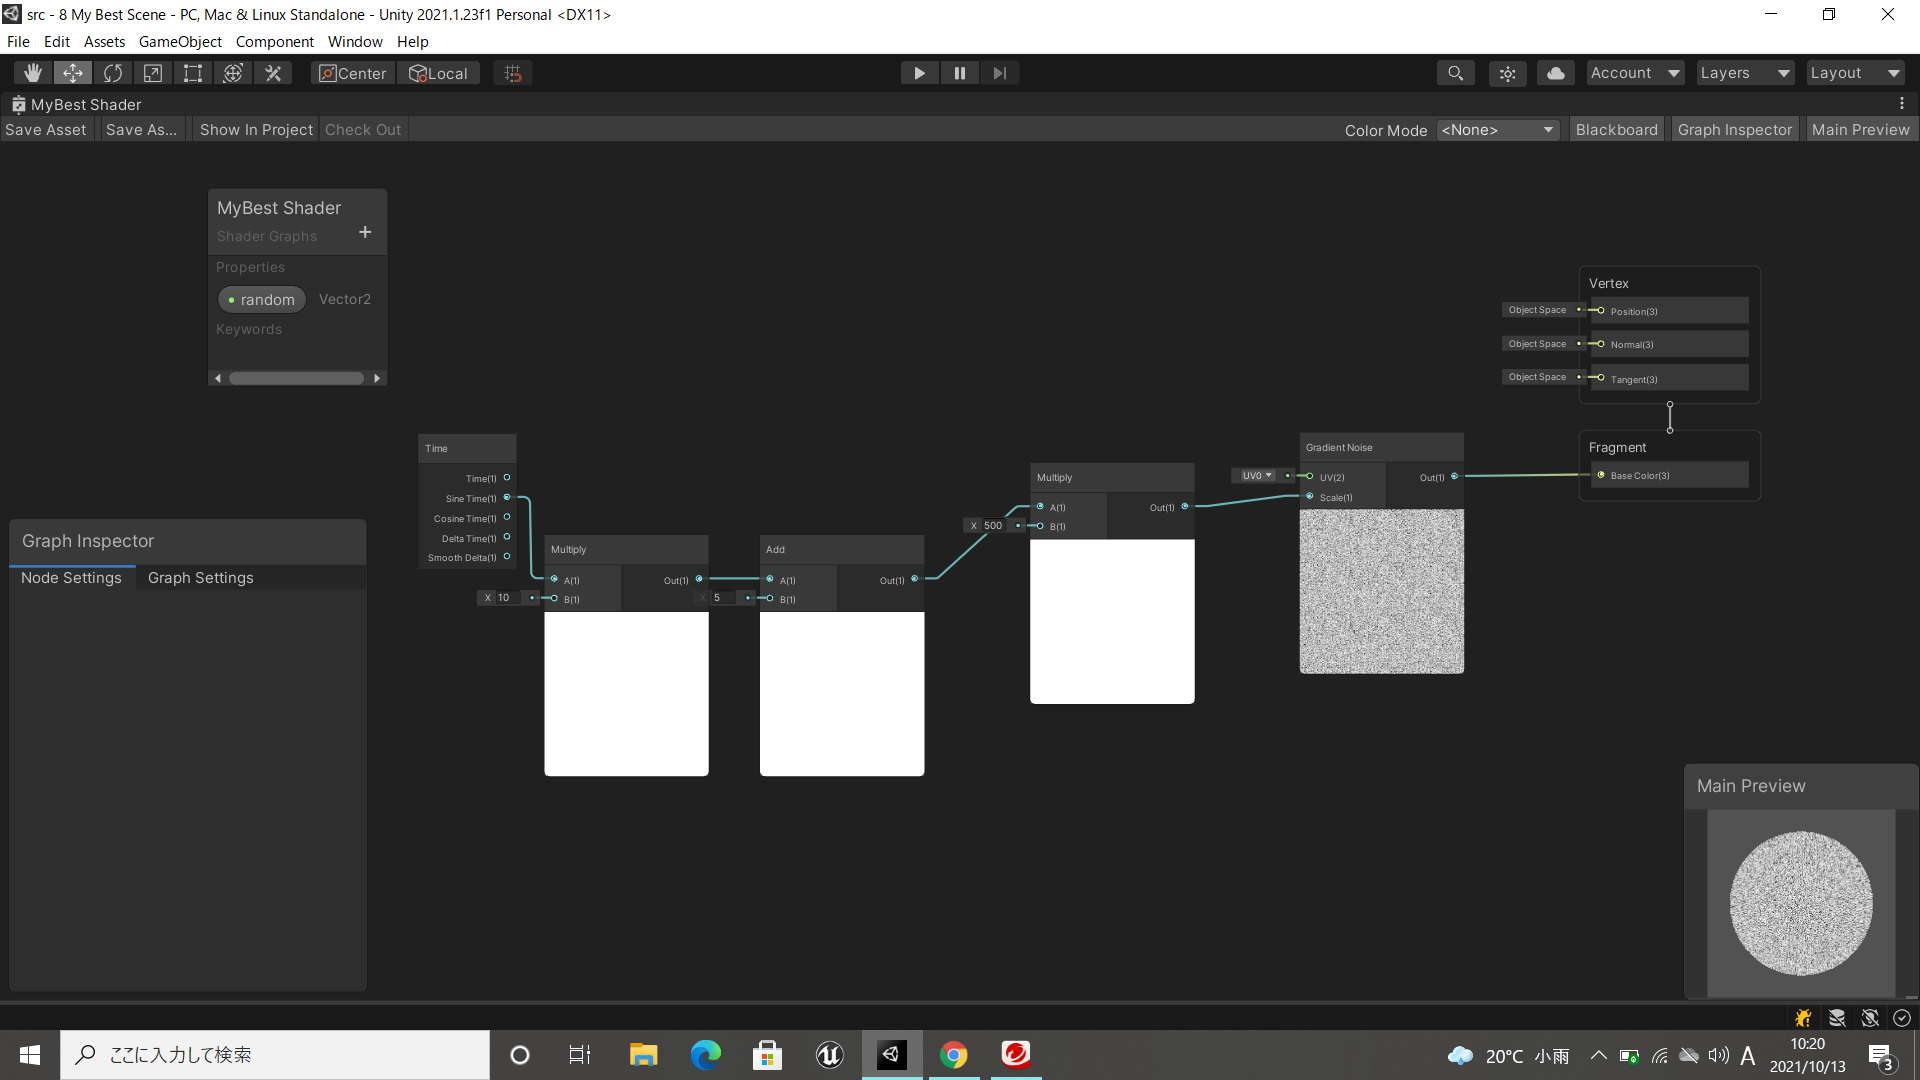 src - 8 My Best Scene - PC, Mac & Linux Standalone - Unity 2021.1.23f1 Personal <DX11>
File Edit Assets GameObject Component Window Help
Center Local Account Layers Layout
MyBest Shader
Save Asset Save As... Show In Project Check Out Color Mode <None> Blackboard Graph Inspector Main Preview
MyBest Shader
Shader Graphs +
Properties
random Vector2
Keywords
Vertex
Object Space Position(3)
Object Space Normal(3)
Object Space Tangent(3)
Fragment
Base Color(3)
Time
Time(1)
Sine Time(1)
Cosine Time(1)
Delta Time(1)
Smooth Delta(1)
Multiply
A(1) Out(1)
X 10 B(1)
Add
A(1) Out(1)
X 5 B(1)
Multiply
A(1) Out(1)
X 500 B(1)
Gradient Noise
UV0 UV(2) Out(1)
Scale(1)
Graph Inspector
Node Settings Graph Settings
Main Preview
ここに入力して検索
20°C 小雨 A
10:20
2021/10/13
3